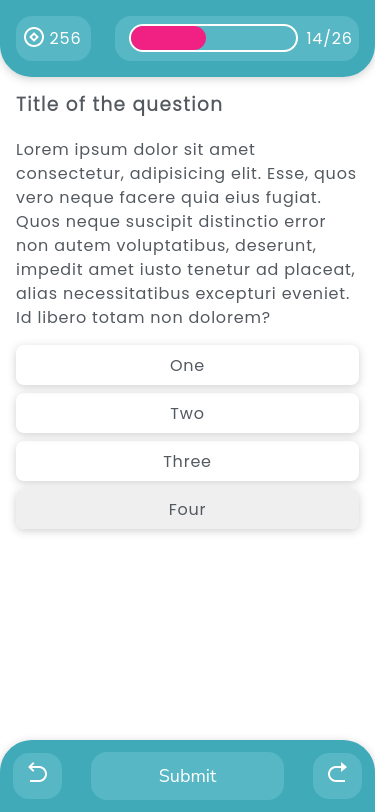 256
14/26
Title of the question
Lorem ipsum dolor sit amet
consectetur, adipisicing elit. Esse, quos
vero neque facere quia eius fugiat.
Quos neque suscipit distinctio error
non autem voluptatibus, deserunt,
impedit amet iusto tenetur ad placeat,
alias necessitatibus excepturi eveniet.
Id libero totam non dolorem?
One
Two
Three
Four
Submit